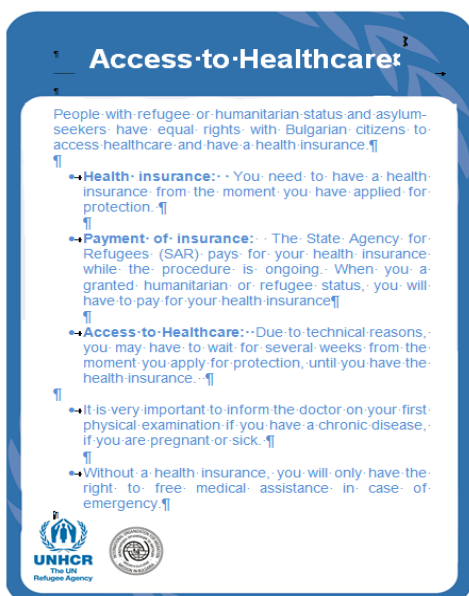 Access to Healthcare
People with refugee or humanitarian status and asylum-
seekers have equal rights with Bulgarian citizens to
access healthcare and have a health insurance.
Health insurance: You need to have a health
insurance from the moment you have applied for
protection.
Payment of insurance: The State Agency for
Refugees (SAR) pays for your health insurance
while the procedure is ongoing. When you a
granted humanitarian or refugee status, you will
have to pay for your health insurance
Access to Healthcare: Due to technical reasons,
you may have to wait for several weeks from the
moment you apply for protection, until you have the
health insurance.
It is very important to inform the doctor on your first
physical examination if you have a chronic disease,
if you are pregnant or sick.
Without a health insurance, you will only have the
right to free medical assistance in case of
emergency.
UNHCR
The UN
Refugee Agency